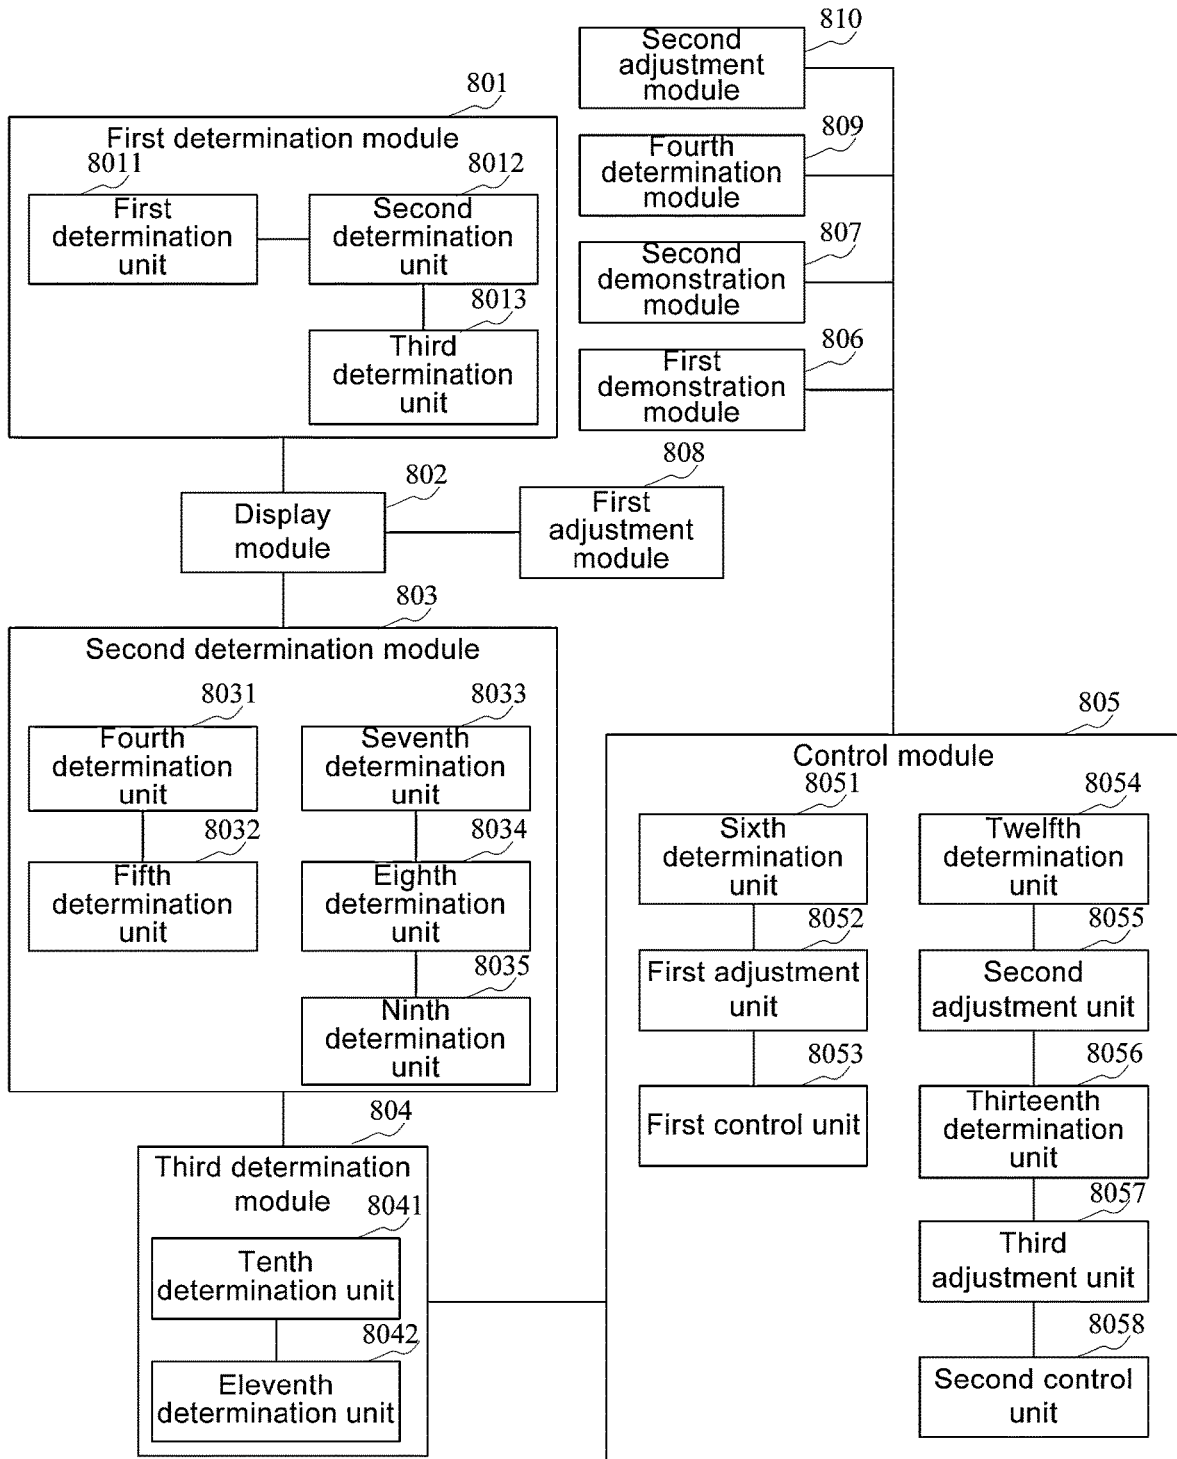 801
First determination module
8011
First
determination
unit
8012
Second
determination
unit
8013
Third
determination
unit
810
Second
adjustment
module
809
Fourth
determination
module
807
Second
demonstration
module
806
First
demonstration
module
802
Display
module
808
First
adjustment
module
803
Second determination module
8031
Fourth
determination
unit
8032
Fifth
determination
unit
8033
Seventh
determination
unit
8034
Eighth
determination
unit
8035
Ninth
determination
unit
804
Third determination
module
8041
Tenth
determination unit
8042
Eleventh
determination unit
805
Control module
8051
Sixth
determination
unit
8052
First adjustment
unit
8053
First control unit
8054
Twelfth
determination
unit
8055
Second
adjustment unit
8056
Thirteenth
determination
unit
8057
Third
adjustment unit
8058
Second control
unit